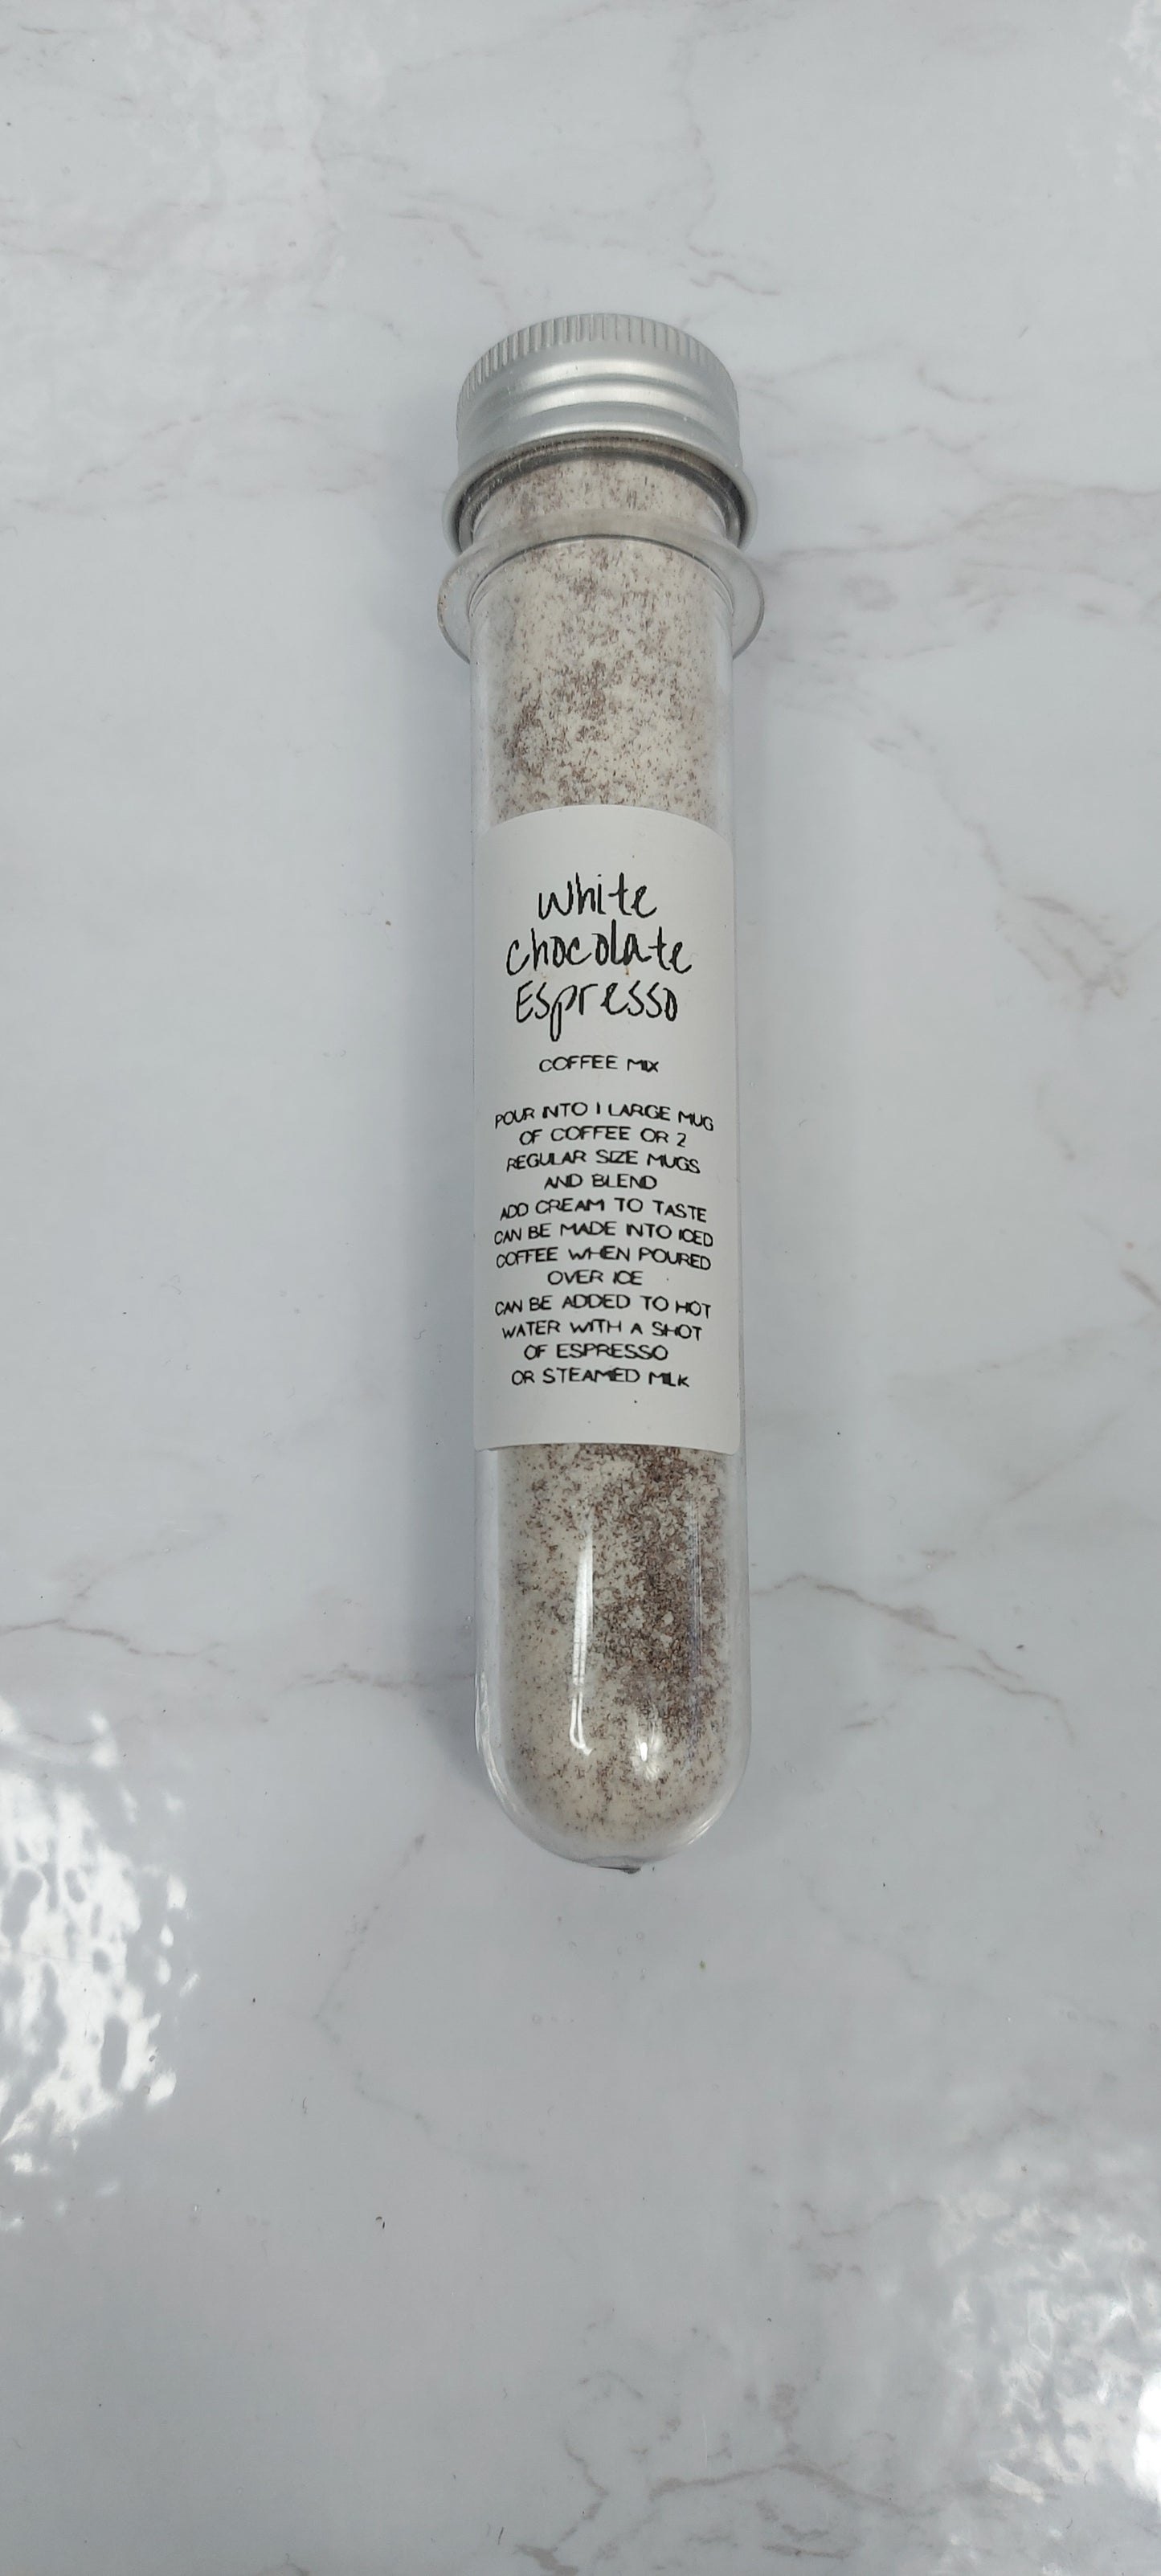 White
Chocolate
Espresso
COFFEE MIX
POUR INTO 1 LARGE MUG
OF COFFEE OR 2
REGULAR SIZE MUGS
AND BLEND
ADD CREAM TO TASTE
CAN BE MADE INTO ICED
COFFEE WHEN POURED
OVER ICE
CAN BE ADDED TO HOT
WATER WITH A SHOT
OF ESPRESSO
OR STEAMED MILK